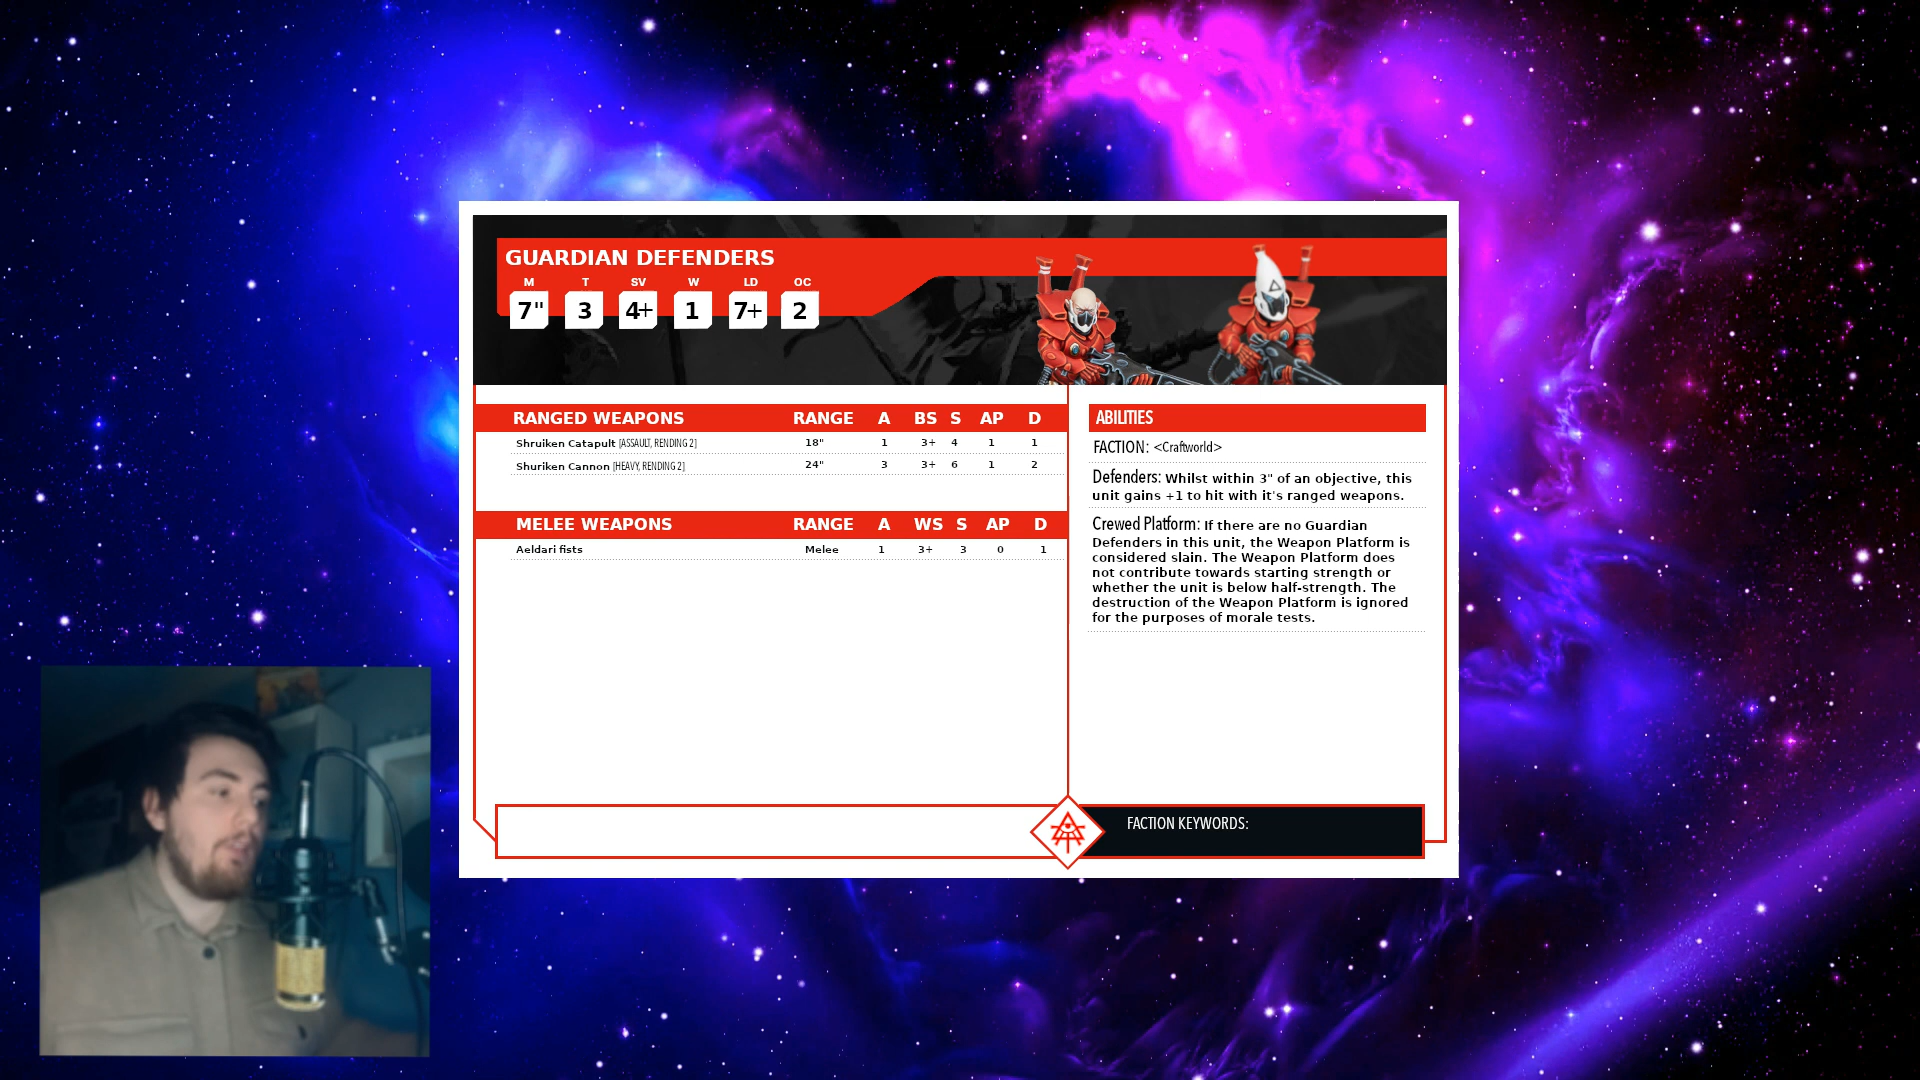 GUARDIAN DEFENDERS
M T SV W LD OC
7" 3 4+ 1 7+ 2
RANGED WEAPONS RANGE A BS S AP D
Shruiken Catapult [ASSAULT, RENDING 2] 18" 1 3+ 4 1 1
Shuriken Cannon [HEAVY, RENDING 2] 24" 3 3+ 6 1 2
MELEE WEAPONS RANGE A WS S AP D
Aeldari fists Melee 1 3+ 3 0 1
ABILITIES
FACTION: <Craftworld>
Defenders: Whilst within 3" of an objective, this
unit gains +1 to hit with it's ranged weapons.
Crewed Platform: If there are no Guardian
Defenders in this unit, the Weapon Platform is
considered slain. The Weapon Platform does
not contribute towards starting strength or
whether the unit is below half-strength. The
destruction of the Weapon Platform is ignored
for the purposes of morale tests.
FACTION KEYWORDS: